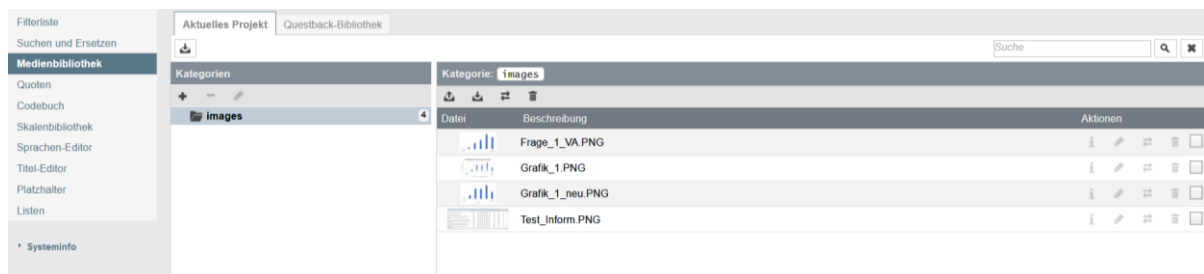 Filterliste
Suchen und Ersetzen
Medienbibliothek
Quoten
Codebuch
Skalenbibliothek
Sprachen-Editor
Titel-Editor
Platzhalter
Listen
Systeminfo
Aktuelles Projekt Questback-Bibliothek
Suche
Kategorien
images 4
Kategorie: images
Datei Beschreibung Aktionen
Frage_1_VA.PNG
Grafik_1.PNG
Grafik_1_neu.PNG
Test_Inform.PNG